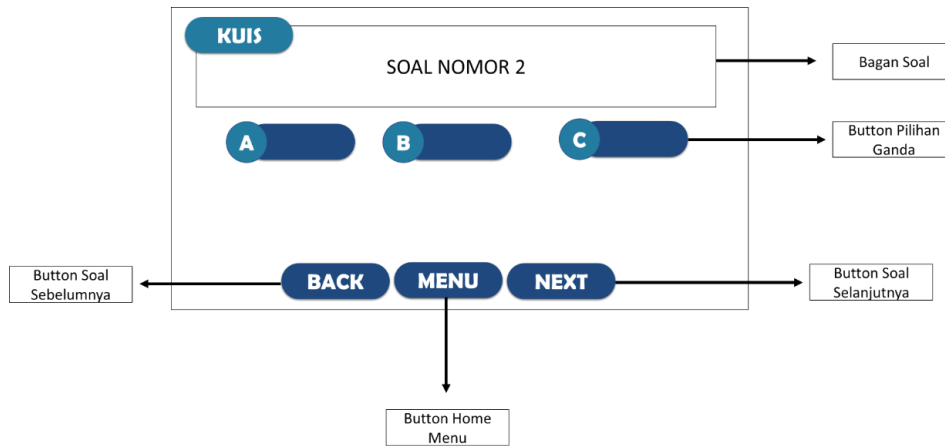 KUIS
SOAL NOMOR 2
Bagan Soal
A
B
C
Button Pilihan
Ganda
Button Soal
Sebelumnya
BACK
MENU
NEXT
Button Soal
Selanjutnya
Button Home
Menu